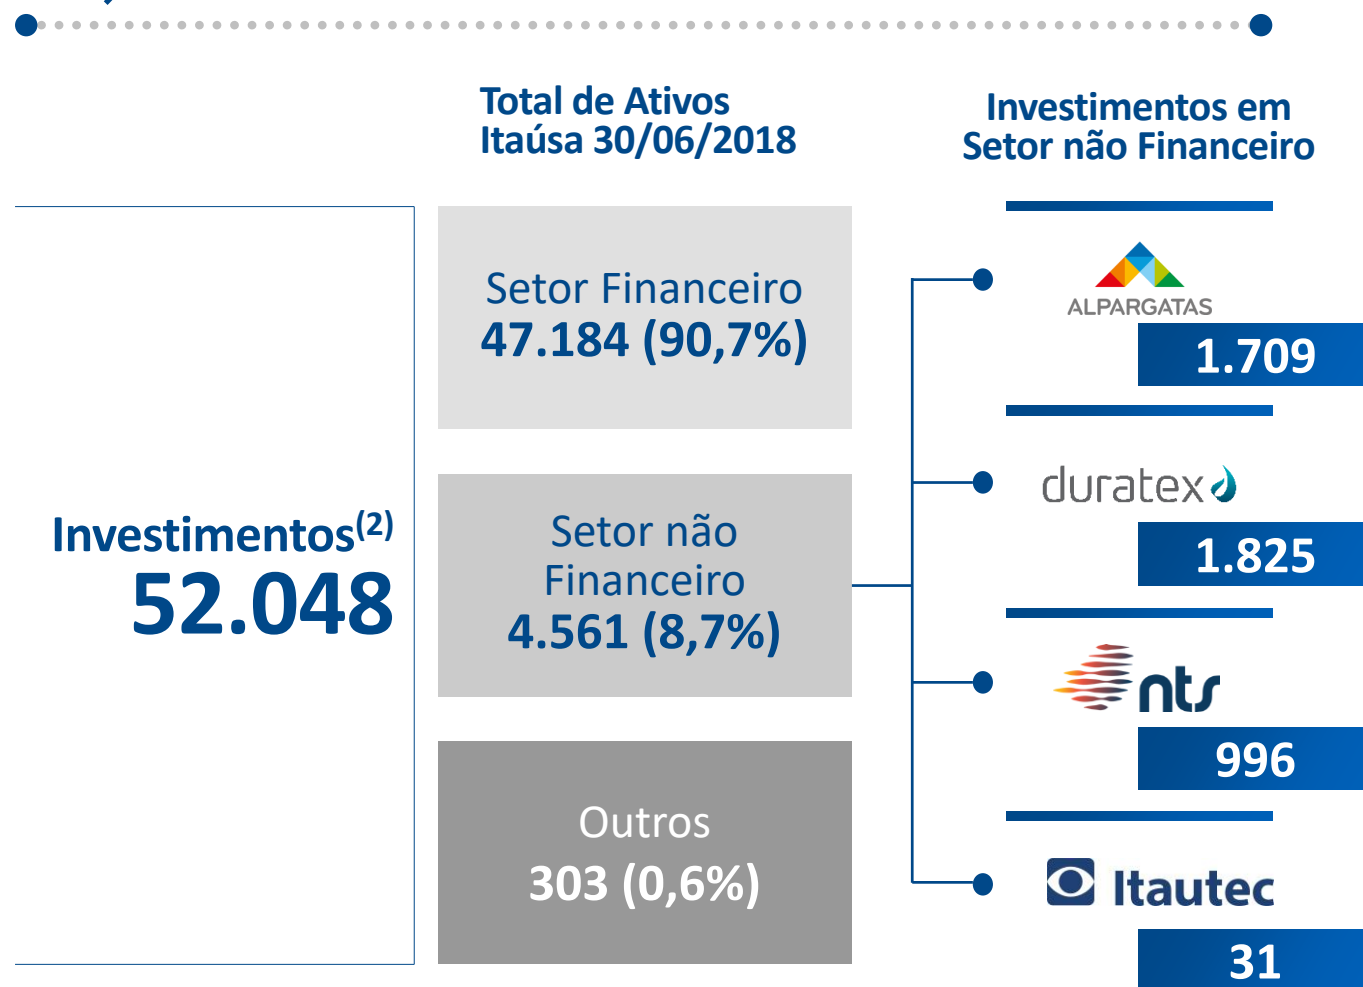 Total de Ativos
Itaúsa 30/06/2018
Investimentos em
Setor não Financeiro
Investimentos(2)
52.048
Setor Financeiro
47.184 (90,7%)
Setor não
Financeiro
4.561 (8,7%)
Outros
303 (0,6%)
ALPARGATAS
1.709
duratex
1.825
nts
996
Itautec
31